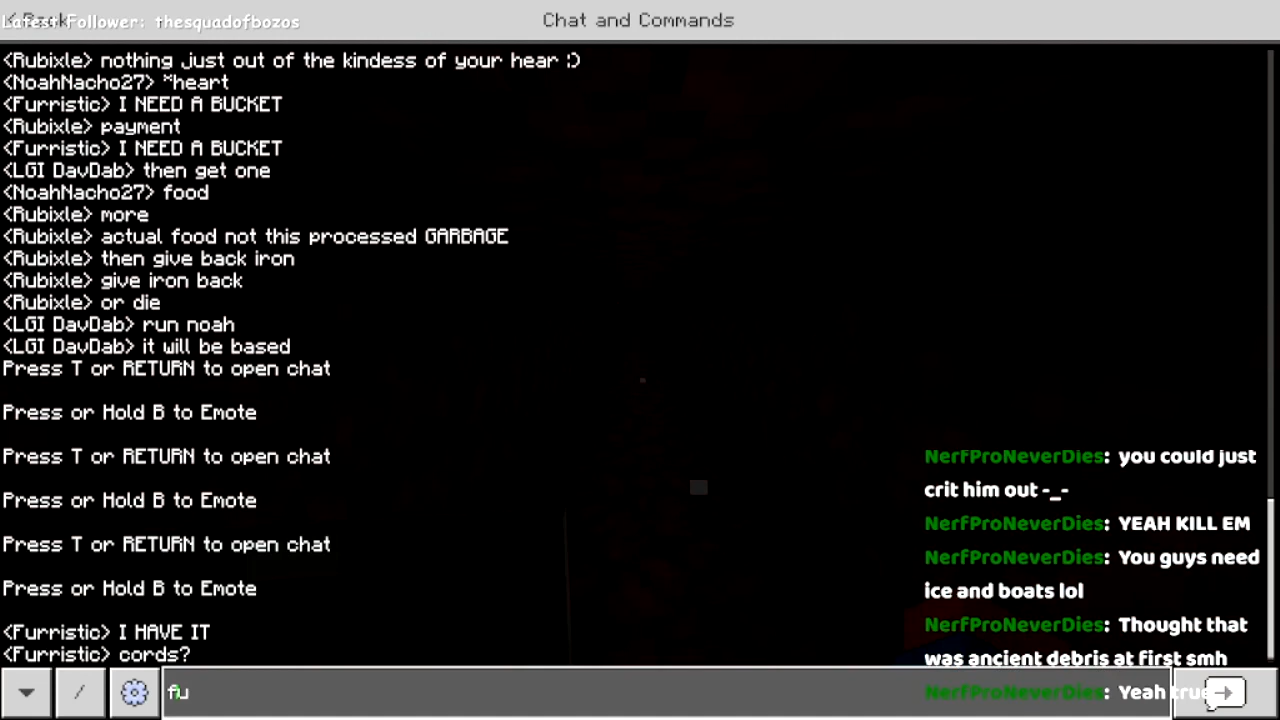 Latest Follower: thesquadofbozos
Chat and Commands
<Rubixle> nothing just out of the kindess of your hear :)
<NoahNacho27> *heart
<Furristic> I NEED A BUCKET
<Rubixle> payment
<Furristic> I NEED A BUCKET
<LGI DavDab> then get one
<NoahNacho27> food
<Rubixle> more
<Rubixle> actual food not this processed GARBAGE
<Rubixle> then give back iron
<Rubixle> give iron back
<Rubixle> or die
<LGI DavDab> run noah
<LGI DavDab> it will be based
Press T or RETURN to open chat
Press or Hold B to Emote
Press T or RETURN to open chat
Press or Hold B to Emote
Press T or RETURN to open chat
Press or Hold B to Emote
<Furristic> I HAVE IT
<Furristic> cords?
NerfProNeverDies: you could just
crit him out -_-
NerfProNeverDies: YEAH KILL EM
NerfProNeverDies: You guys need
ice and boats lol
NerfProNeverDies: Thought that
was ancient debris at first smh
NerfProNeverDies: Yeah true
/